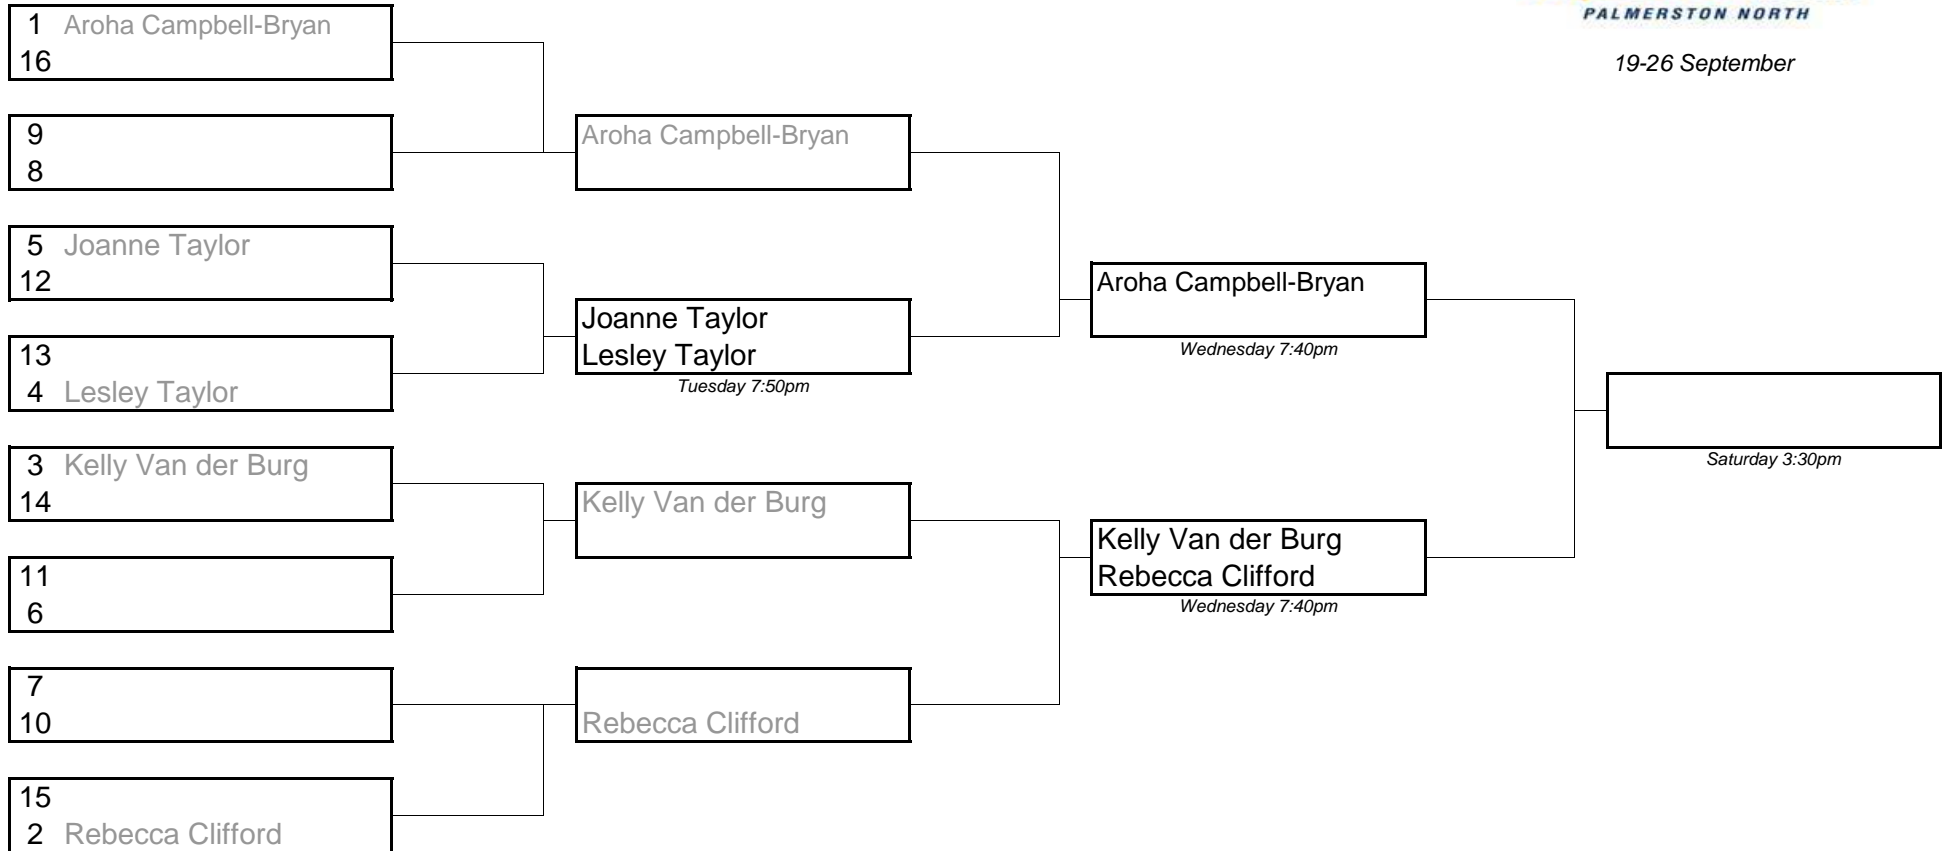 PALMERSTON NORTH
19-26 September
1 Aroha Campbell-Bryan
16
9
8
5 Joanne Taylor
12
13
4 Lesley Taylor
3 Kelly Van der Burg
14
11
6
7
10
15
2 Rebecca Clifford
Aroha Campbell-Bryan
Joanne Taylor
Lesley Taylor
Tuesday 7:50pm
Kelly Van der Burg
Rebecca Clifford
Aroha Campbell-Bryan
Wednesday 7:40pm
Kelly Van der Burg
Rebecca Clifford
Wednesday 7:40pm
Saturday 3:30pm